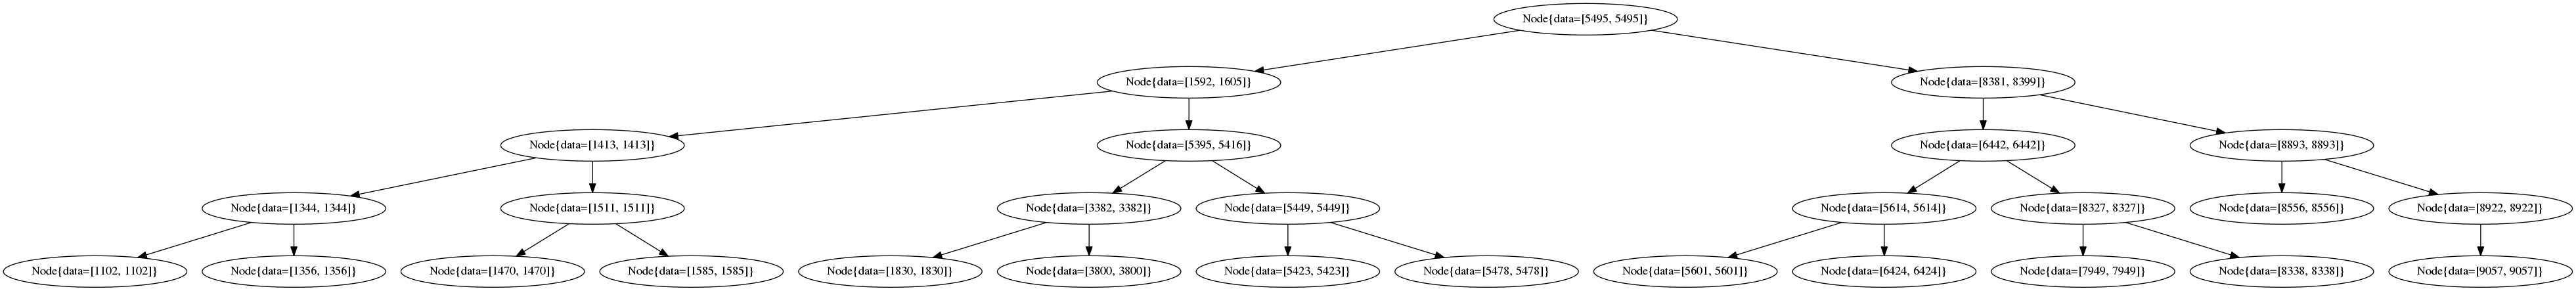 Node{data=[5495, 5495]}
Node{data=[1592, 1605]}
Node{data=[8381, 8399]}
Node{data=[1413, 1413]}
Node{data=[5395, 5416]}
Node{data=[6442, 6442]}
Node{data=[8893, 8893]}
Node{data=[1344, 1344]}
Node{data=[1511, 1511]}
Node{data=[3382, 3382]}
Node{data=[5449, 5449]}
Node{data=[5614, 5614]}
Node{data=[8327, 8327]}
Node{data=[8556, 8556]}
Node{data=[8922, 8922]}
Node{data=[1102, 1102]}
Node{data=[1356, 1356]}
Node{data=[1470, 1470]}
Node{data=[1585, 1585]}
Node{data=[1830, 1830]}
Node{data=[3800, 3800]}
Node{data=[5423, 5423]}
Node{data=[5478, 5478]}
Node{data=[5601, 5601]}
Node{data=[6424, 6424]}
Node{data=[7949, 7949]}
Node{data=[8338, 8338]}
Node{data=[9057, 9057]}